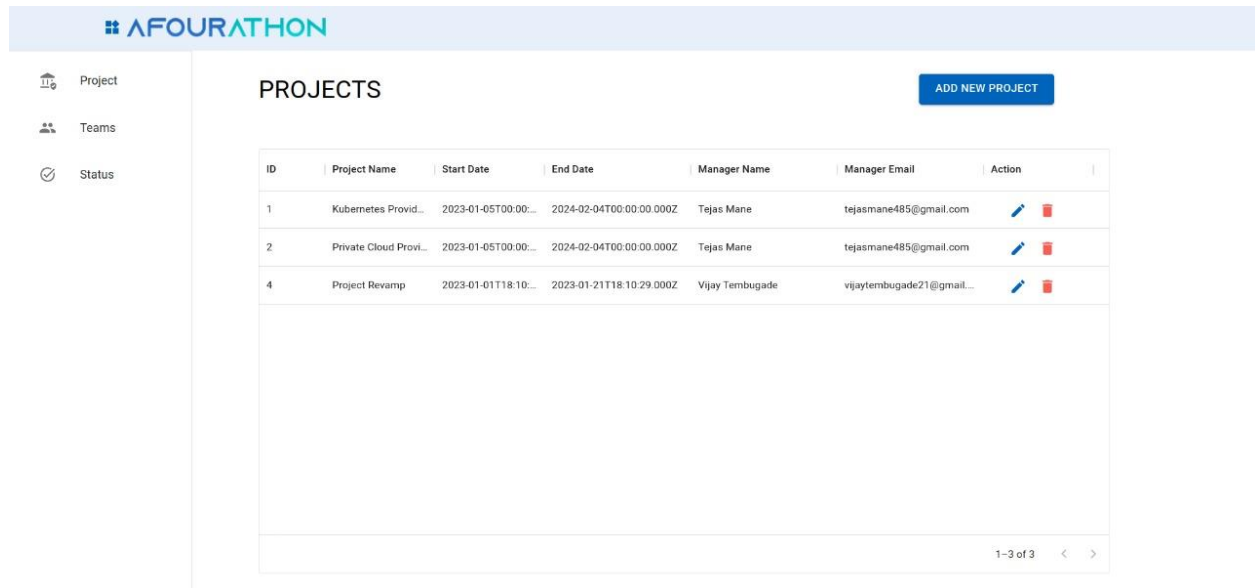 AFOURATHON
Project
Teams
Status
PROJECTS
ADD NEW PROJECT
ID Project Name Start Date End Date Manager Name Manager Email Action
1 Kubernetes Provid... 2023-01-05T00:00:... 2024-02-04T00:00:00.000Z Tejas Mane tejasmane485@gmail.com
2 Private Cloud Provi... 2023-01-05T00:00:... 2024-02-04T00:00:00.000Z Tejas Mane tejasmane485@gmail.com
4 Project Revamp 2023-01-01T18:10:... 2023-01-21T18:10:29.000Z Vijay Tembugade vijaytembugade21@gmail...
1–3 of 3